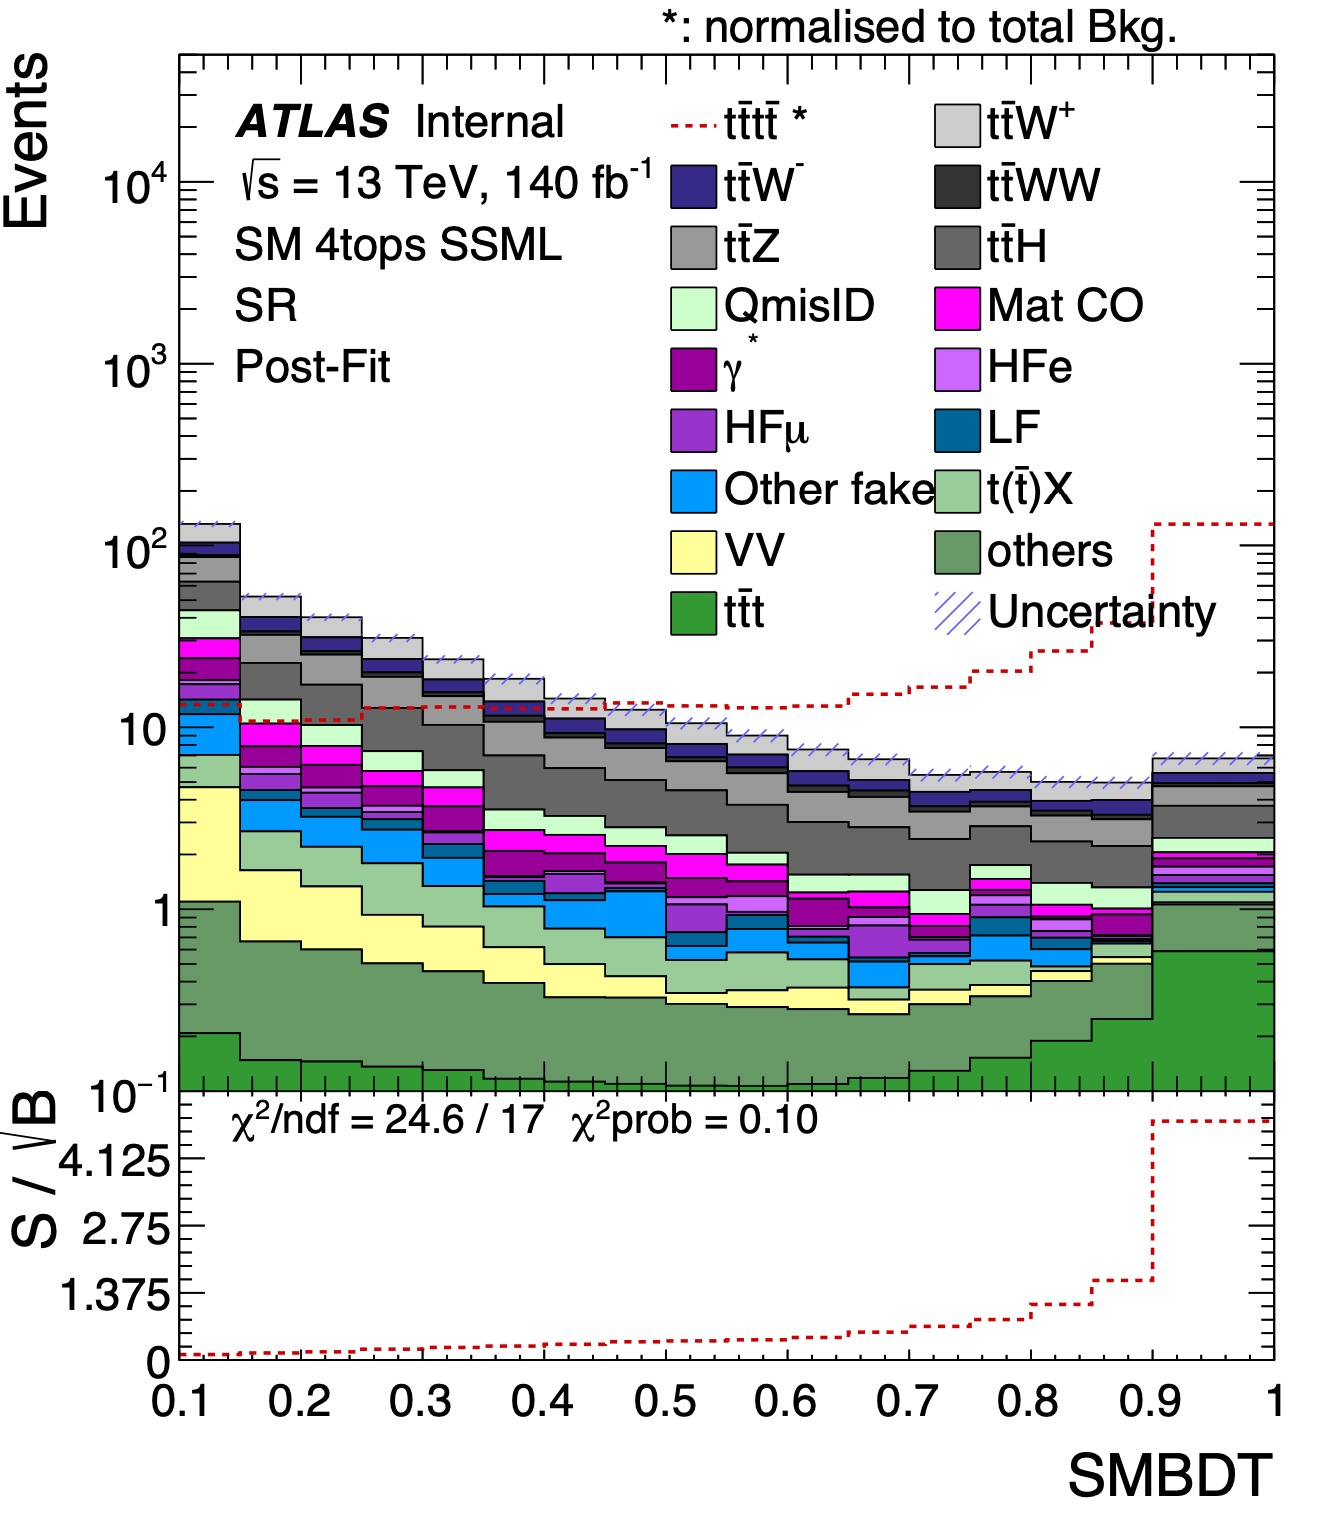 *: normalised to total Bkg.
Events
ATLAS Internal
√s = 13 TeV, 140 fb⁻¹
SM 4tops SSML
SR
Post-Fit
tt̄tt̄ *
tt̄W⁺
tt̄W⁻
tt̄WW
tt̄Z
tt̄H
QmisID
Mat CO
γ*
HFe
HFμ
LF
Other fake
t(t̄)X
VV
others
tt̄t
Uncertainty
10⁴
10³
10²
10
1
10⁻¹
S / √B
χ²/ndf = 24.6 / 17 χ²prob = 0.10
4.125
2.75
1.375
0
0.1 0.2 0.3 0.4 0.5 0.6 0.7 0.8 0.9 1
SMBDT